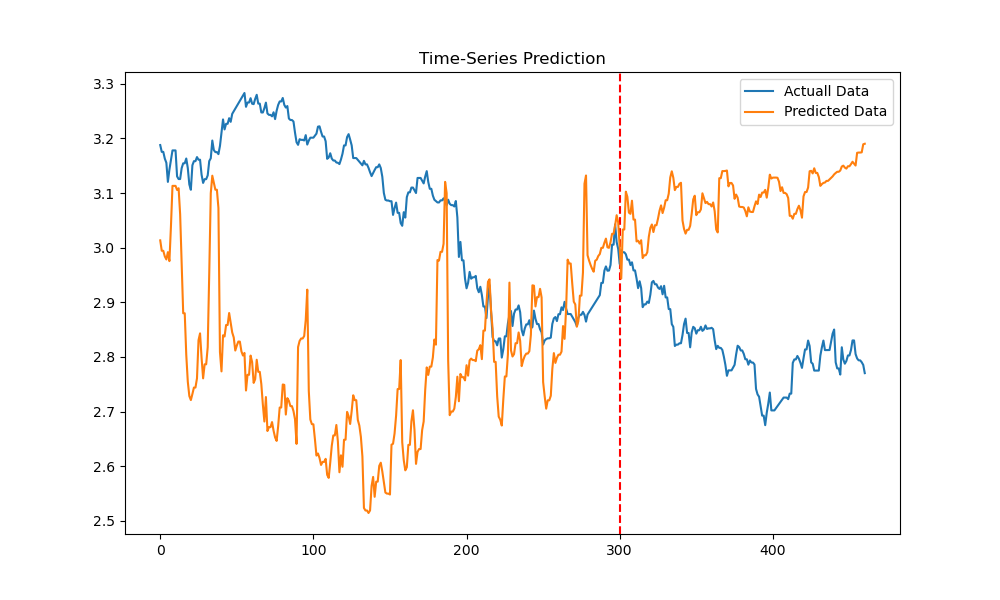 Time-Series Prediction
Actuall Data
Predicted Data
3.3
3.2
3.1
3.0
2.9
2.8
2.7
2.6
2.5
0 100 200 300 400